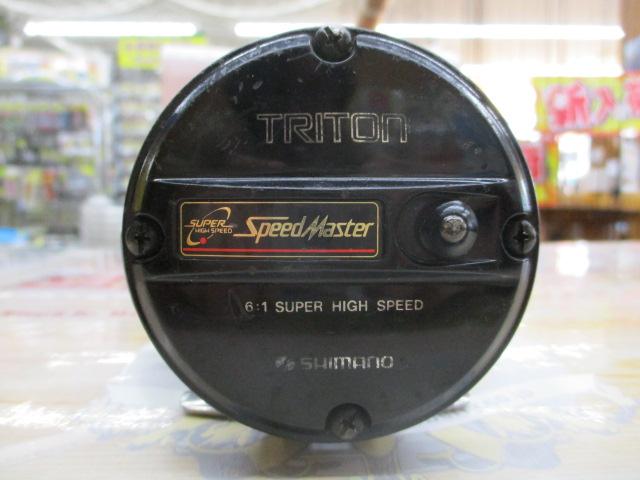 TRITON
SUPER HIGH SPEED SpeedMaster
6:1 SUPER HIGH SPEED
SHIMANO